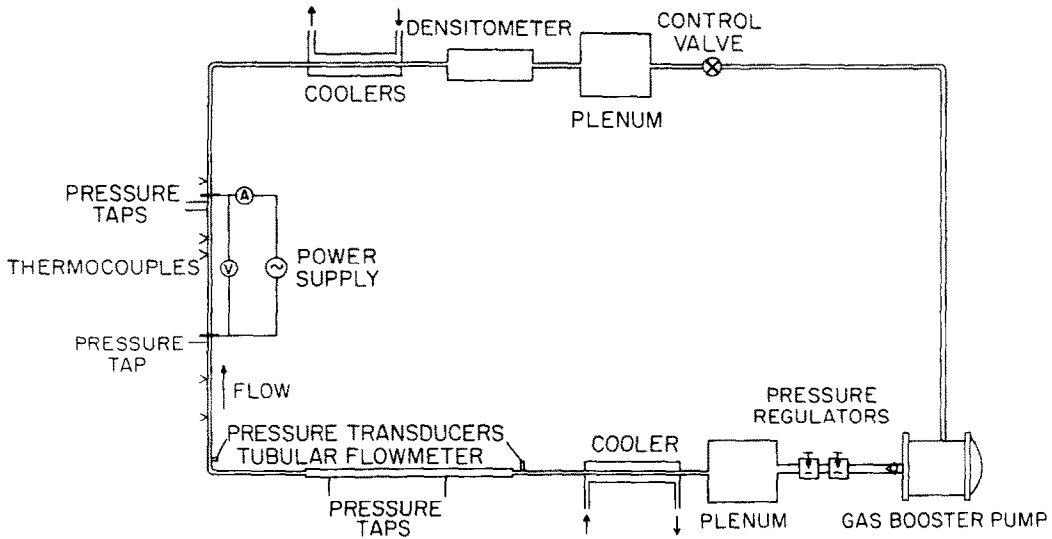 DENSITOMETER
CONTROL
VALVE
COOLERS
PLENUM
PRESSURE
TAPS
A
THERMOCOUPLES
V
POWER
SUPPLY
PRESSURE
TAP
FLOW
PRESSURE
REGULATORS
PRESSURE TRANSDUCERS
TUBULAR FLOWMETER
COOLER
PRESSURE
TAPS
PLENUM
GAS BOOSTER PUMP